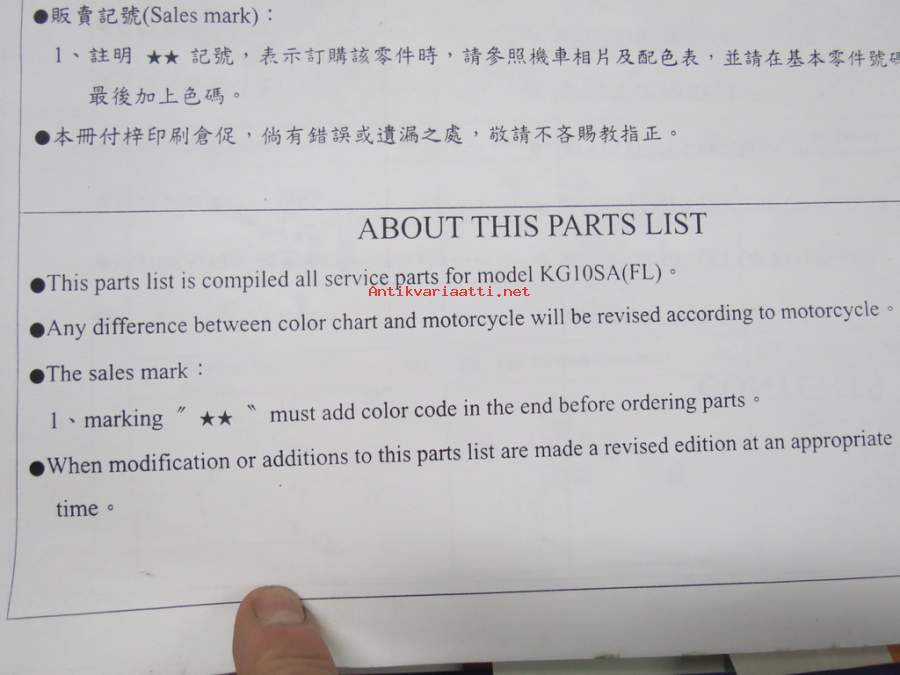 ●販賣記號(Sales mark)：
1、註明 ★★ 記號，表示訂購該零件時，請參照機車相片及配色表，並請在基本零件號碼
最後加上色碼。
●本冊付梓印刷倉促，倘有錯誤或遺漏之處，敬請不吝賜教指正。
ABOUT THIS PARTS LIST
●This parts list is compiled all service parts for model KG10SA(FL)。
Antikvariaatti.net
●Any difference between color chart and motorcycle will be revised according to motorcycle。
●The sales mark：
1、marking〞★★〝 must add color code in the end before ordering parts。
●When modification or additions to this parts list are made a revised edition at an appropriate
time。